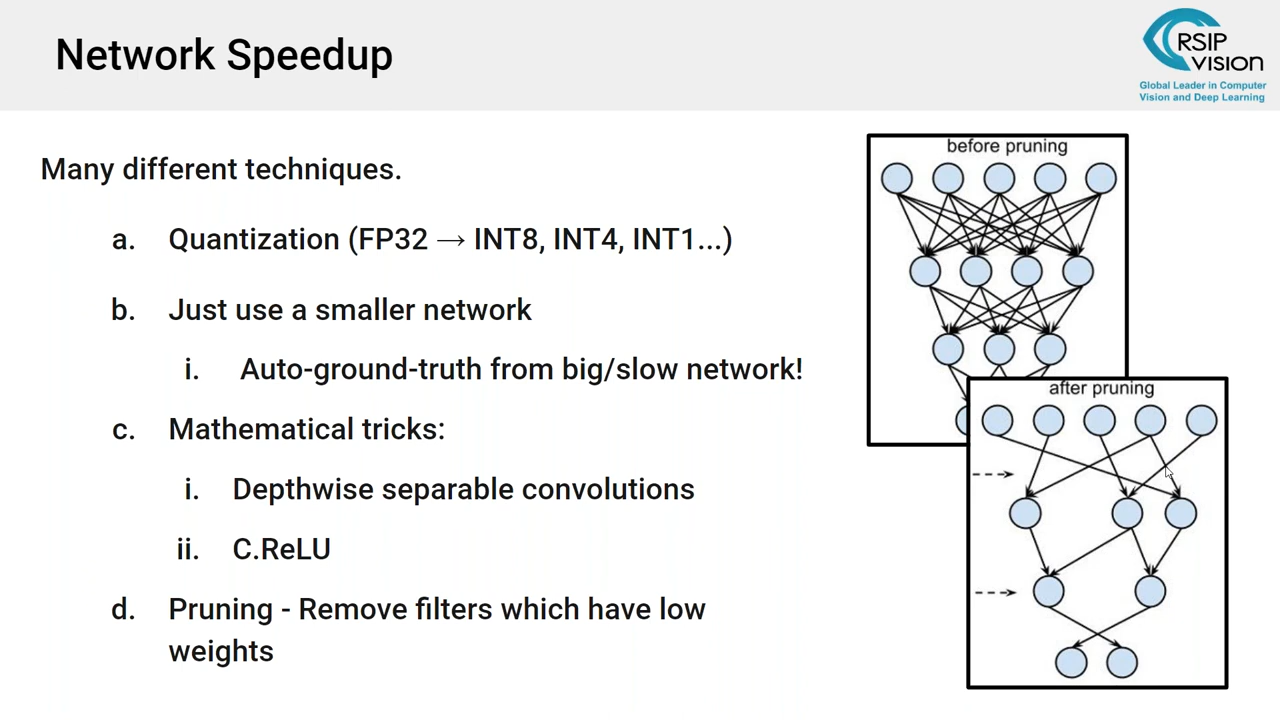 Network Speedup
RSIP
VISION
Global Leader in Computer
Vision and Deep Learning
Many different techniques.
a. Quantization (FP32 → INT8, INT4, INT1...)
b. Just use a smaller network
i. Auto-ground-truth from big/slow network!
c. Mathematical tricks:
i. Depthwise separable convolutions
ii. C.ReLU
d. Pruning - Remove filters which have low
weights
before pruning
after pruning